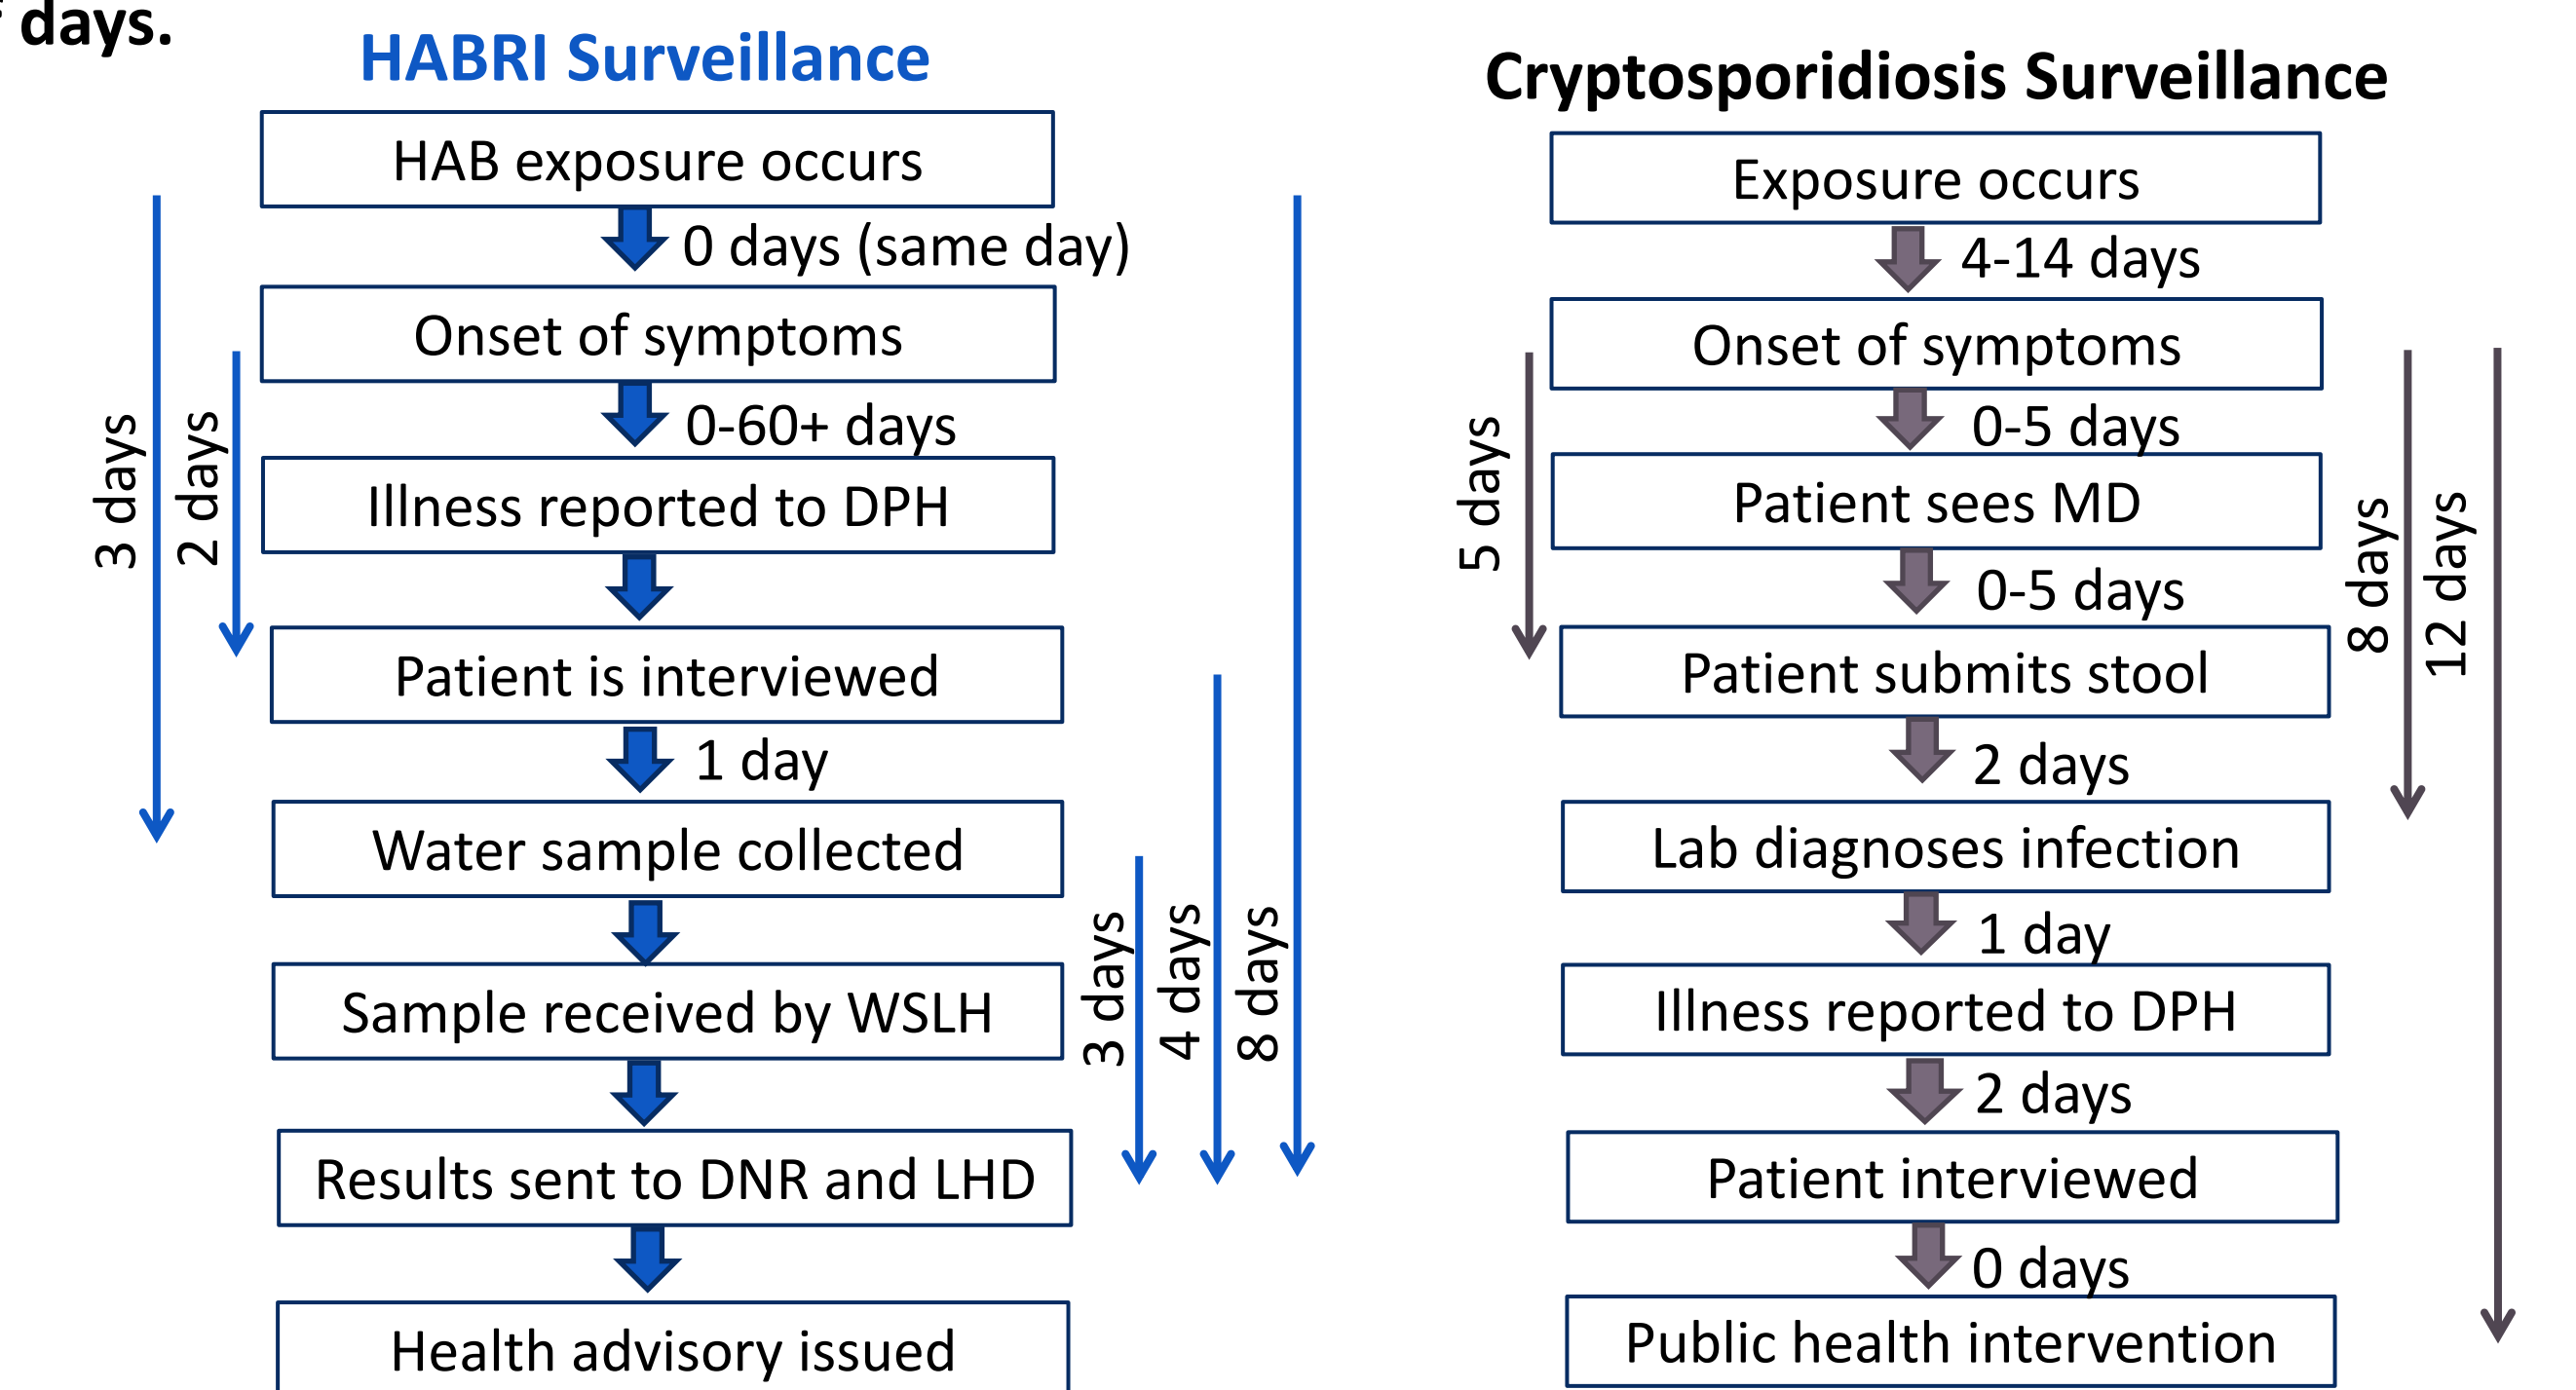 days.
HABRI Surveillance
HAB exposure occurs
0 days (same day)
Onset of symptoms
0-60+ days
Illness reported to DPH
Patient is interviewed
1 day
Water sample collected
Sample received by WSLH
Results sent to DNR and LHD
Health advisory issued
3 days
2 days
3 days
4 days
8 days
Cryptosporidiosis Surveillance
Exposure occurs
4-14 days
Onset of symptoms
0-5 days
Patient sees MD
0-5 days
Patient submits stool
2 days
Lab diagnoses infection
1 day
Illness reported to DPH
2 days
Patient interviewed
0 days
Public health intervention
5 days
8 days
12 days